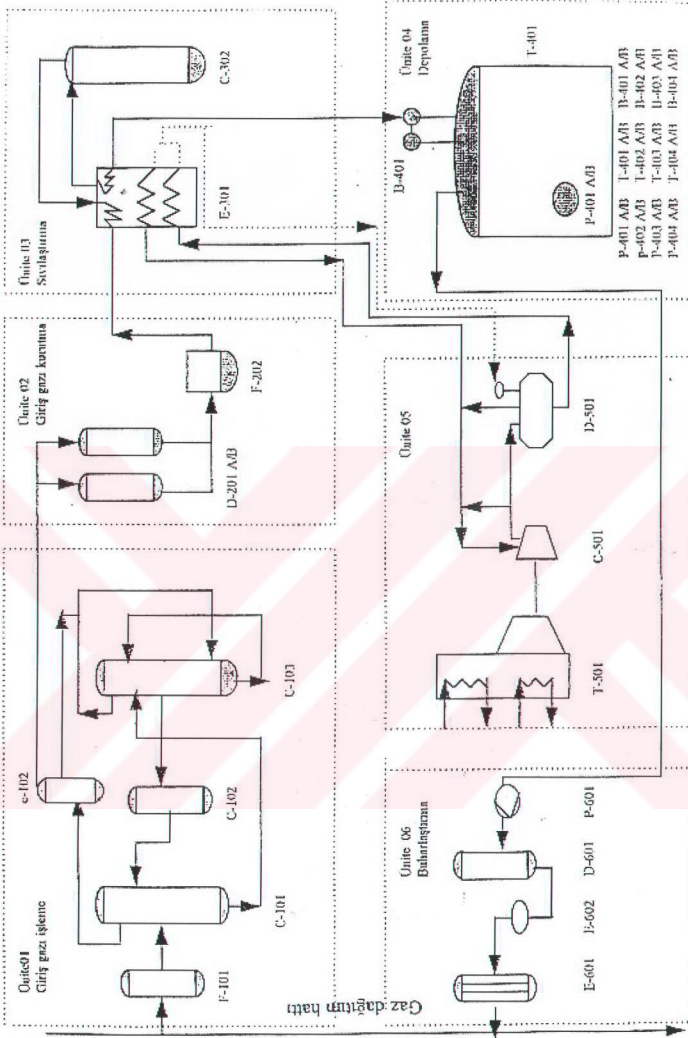 Ünite01
Giriş gazı işleme
F-101
C-101
c-102
C-102
C-103
Ünite 02
Giriş gazı kurutma
D-201 A/B
F-202
Ünite 03
Sıvılaştırma
E-301
C-302
Ünite 04
Depolama
B-401
T-401
P-401 A/B
P-401 A/B T-401 A/B B-401 A/B
p-402 A/B T-402 A/B B-402 A/B
P-403 A/B T-403 A/B B-403 A/B
P-404 A/B T-404 A/B B-404 A/B
Ünite 05
T-501
C-501
D-501
Ünite 06
Buharlaştırma
E-601
E-602
D-601
P-601
Gaz dağıtım hattı